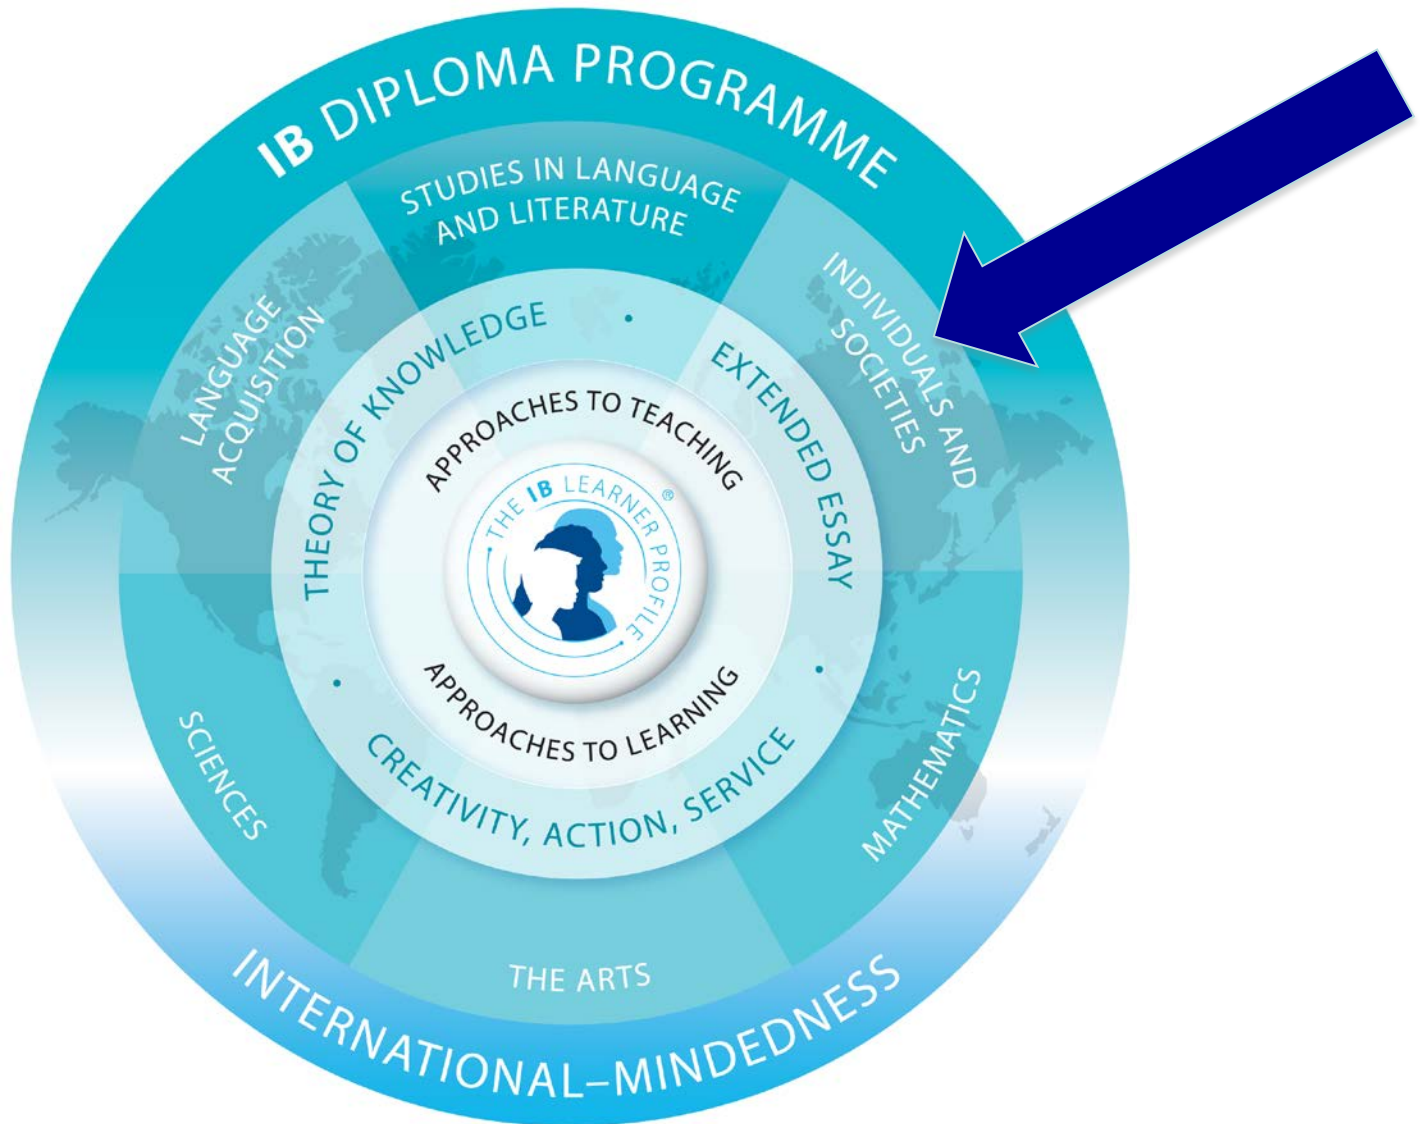 IB DIPLOMA PROGRAMME
STUDIES IN LANGUAGE
AND LITERATURE
LANGUAGE
ACQUISITION
INDIVIDUALS AND
SOCIETIES
THEORY OF KNOWLEDGE
•
EXTENDED ESSAY
APPROACHES TO TEACHING
• THE IB LEARNER PROFILE •
®
APPROACHES TO LEARNING
•
CREATIVITY, ACTION, SERVICE
•
SCIENCES
MATHEMATICS
THE ARTS
INTERNATIONAL–MINDEDNESS